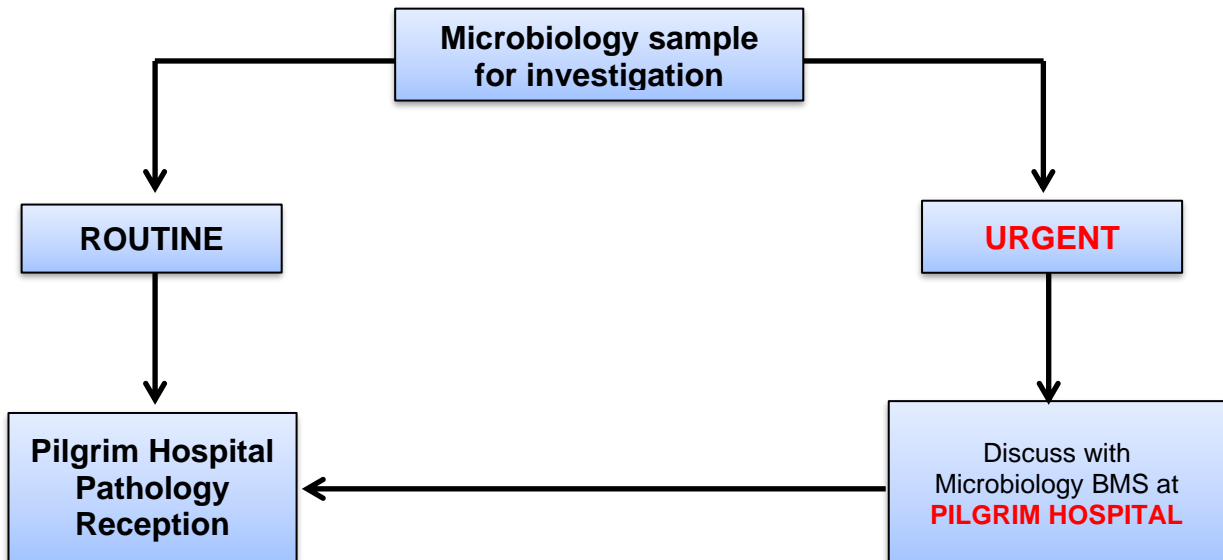 Microbiology sample
for investigation
ROUTINE
URGENT
Pilgrim Hospital
Pathology
Reception
Discuss with
Microbiology BMS at
PILGRIM HOSPITAL